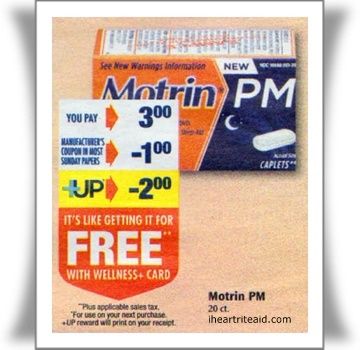 See New Warnings Information
NEW
Motrin PM
CAPLETS**
YOU PAY 3.00
MANUFACTURER'S
COUPON IN MOST
SUNDAY PAPERS -1.00
+UP -2.00
IT'S LIKE GETTING IT FOR
FREE**
WITH WELLNESS+ CARD
**Plus applicable sales tax.
*For use on your next purchase.
+UP reward will print on your receipt.
Motrin PM
20 ct.
iheartriteaid.com